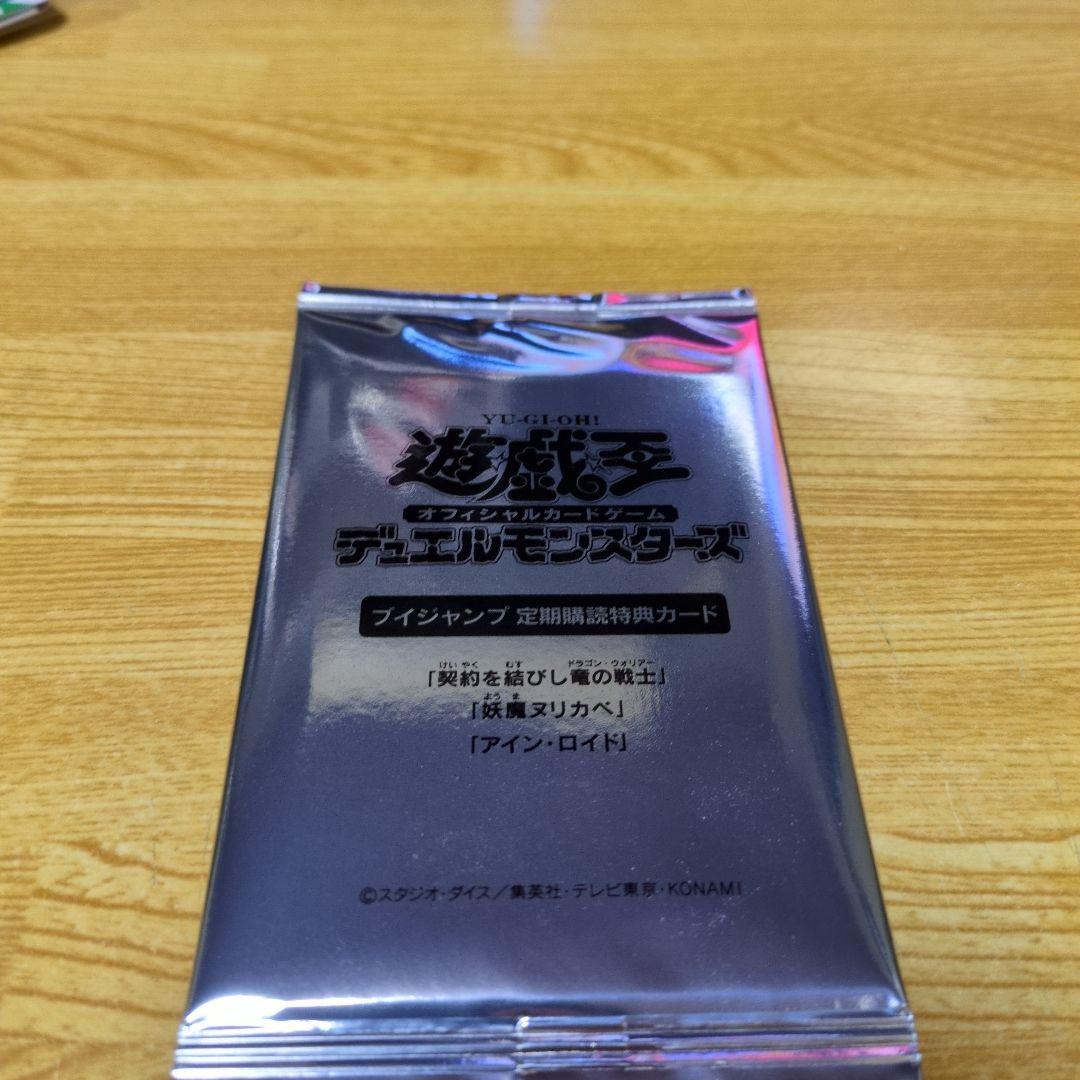 YU-GI-OH!
遊戯王
オフィシャルカードゲーム
デュエルモンスターズ
ブイジャンプ 定期購読特典カード
けいやく むす ドラゴン・ウォリアー
「契約を結びし竜の戦士」
ようま
「妖魔ヌリカベ」
「アイン・ロイド」
©スタジオ・ダイス/集英社・テレビ東京・KONAMI